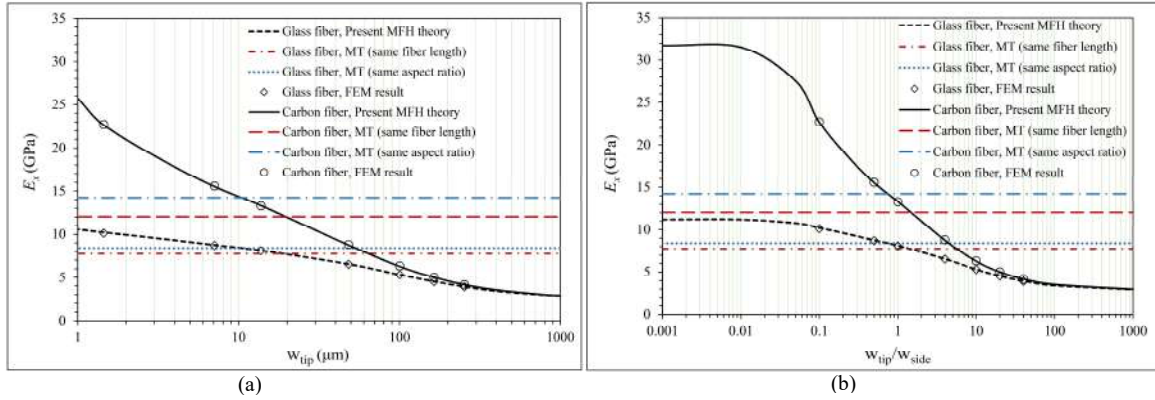 35
30
25
20
15
10
5
0
E_x (GPa)
Glass fiber, Present MFH theory
Glass fiber, MT (same fiber length)
Glass fiber, MT (same aspect ratio)
Glass fiber, FEM result
Carbon fiber, Present MFH theory
Carbon fiber, MT (same fiber length)
Carbon fiber, MT (same aspect ratio)
Carbon fiber, FEM result
1 10 100 1000
w_tip (μm)
(a)
35
30
25
20
15
10
5
0
E_x (GPa)
Glass fiber, Present MFH theory
Glass fiber, MT (same fiber length)
Glass fiber, MT (same aspect ratio)
Glass fiber, FEM result
Carbon fiber, Present MFH theory
Carbon fiber, MT (same fiber length)
Carbon fiber, MT (same aspect ratio)
Carbon fiber, FEM result
0.001 0.01 0.1 1 10 100 1000
w_tip/w_side
(b)